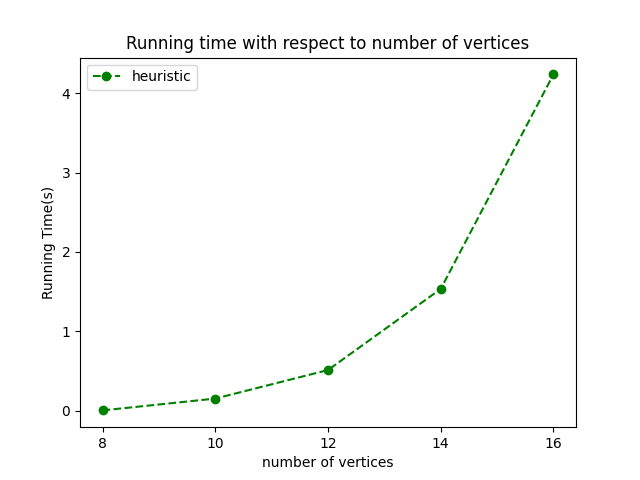 Running time with respect to number of vertices
heuristic
Running Time(s)
4
3
2
1
0
8 10 12 14 16
number of vertices